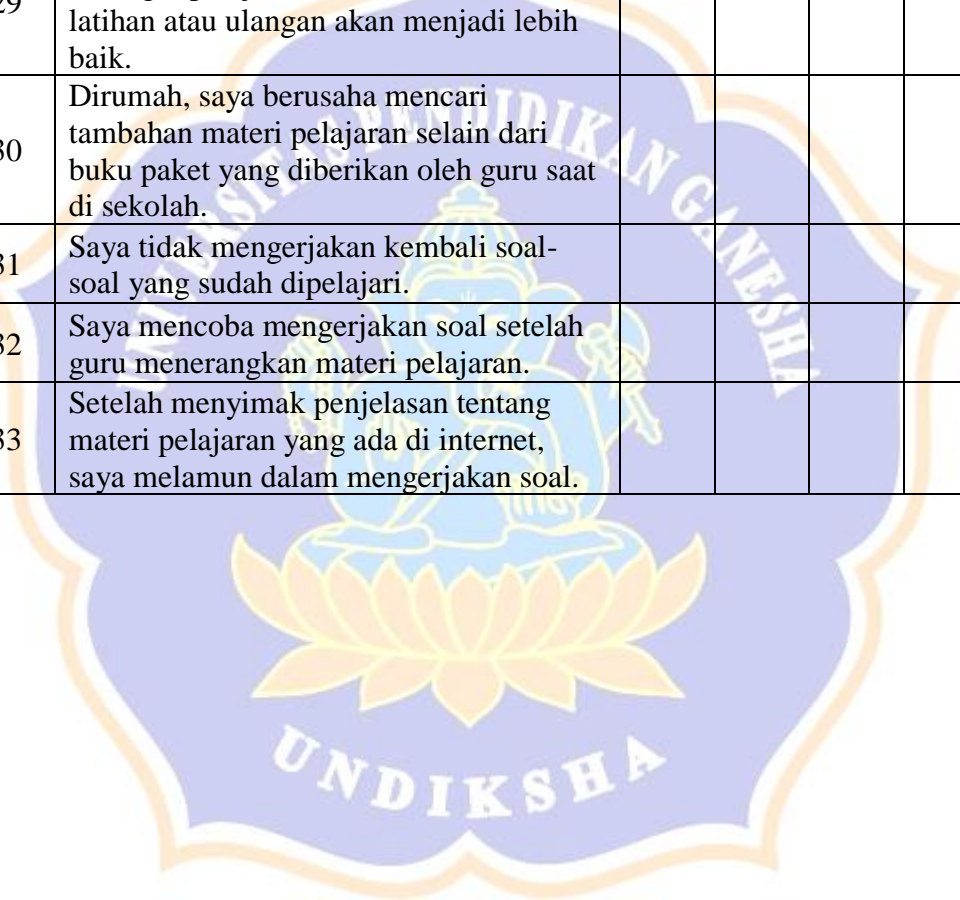 29
latihan atau ulangan akan menjadi lebih
baik.
30
Dirumah, saya berusaha mencari
tambahan materi pelajaran selain dari
buku paket yang diberikan oleh guru saat
di sekolah.
31
Saya tidak mengerjakan kembali soal-
soal yang sudah dipelajari.
32
Saya mencoba mengerjakan soal setelah
guru menerangkan materi pelajaran.
33
Setelah menyimak penjelasan tentang
materi pelajaran yang ada di internet,
saya melamun dalam mengerjakan soal.
UNIVERSITAS PENDIDIKAN GANESHA
UNDIKSHA